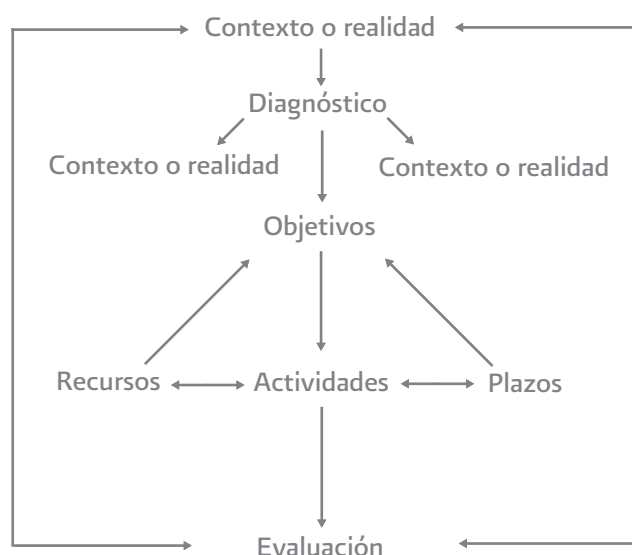 Contexto o realidad
Diagnóstico
Contexto o realidad
Contexto o realidad
Objetivos
Recursos
Actividades
Plazos
Evaluación